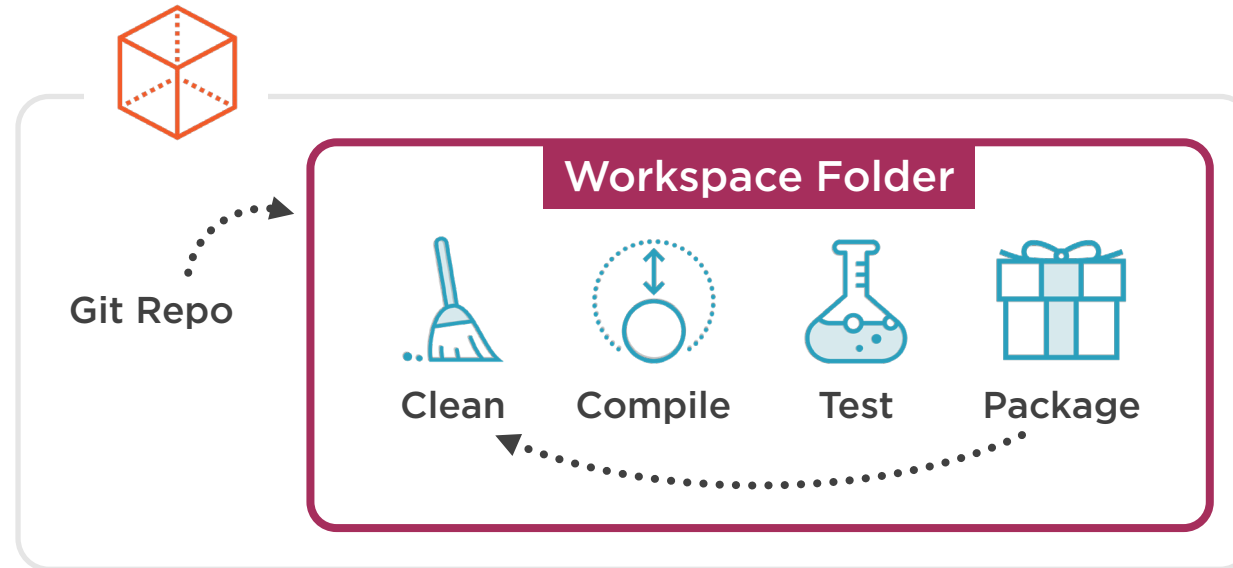 Workspace Folder
Git Repo
Clean
Compile
Test
Package